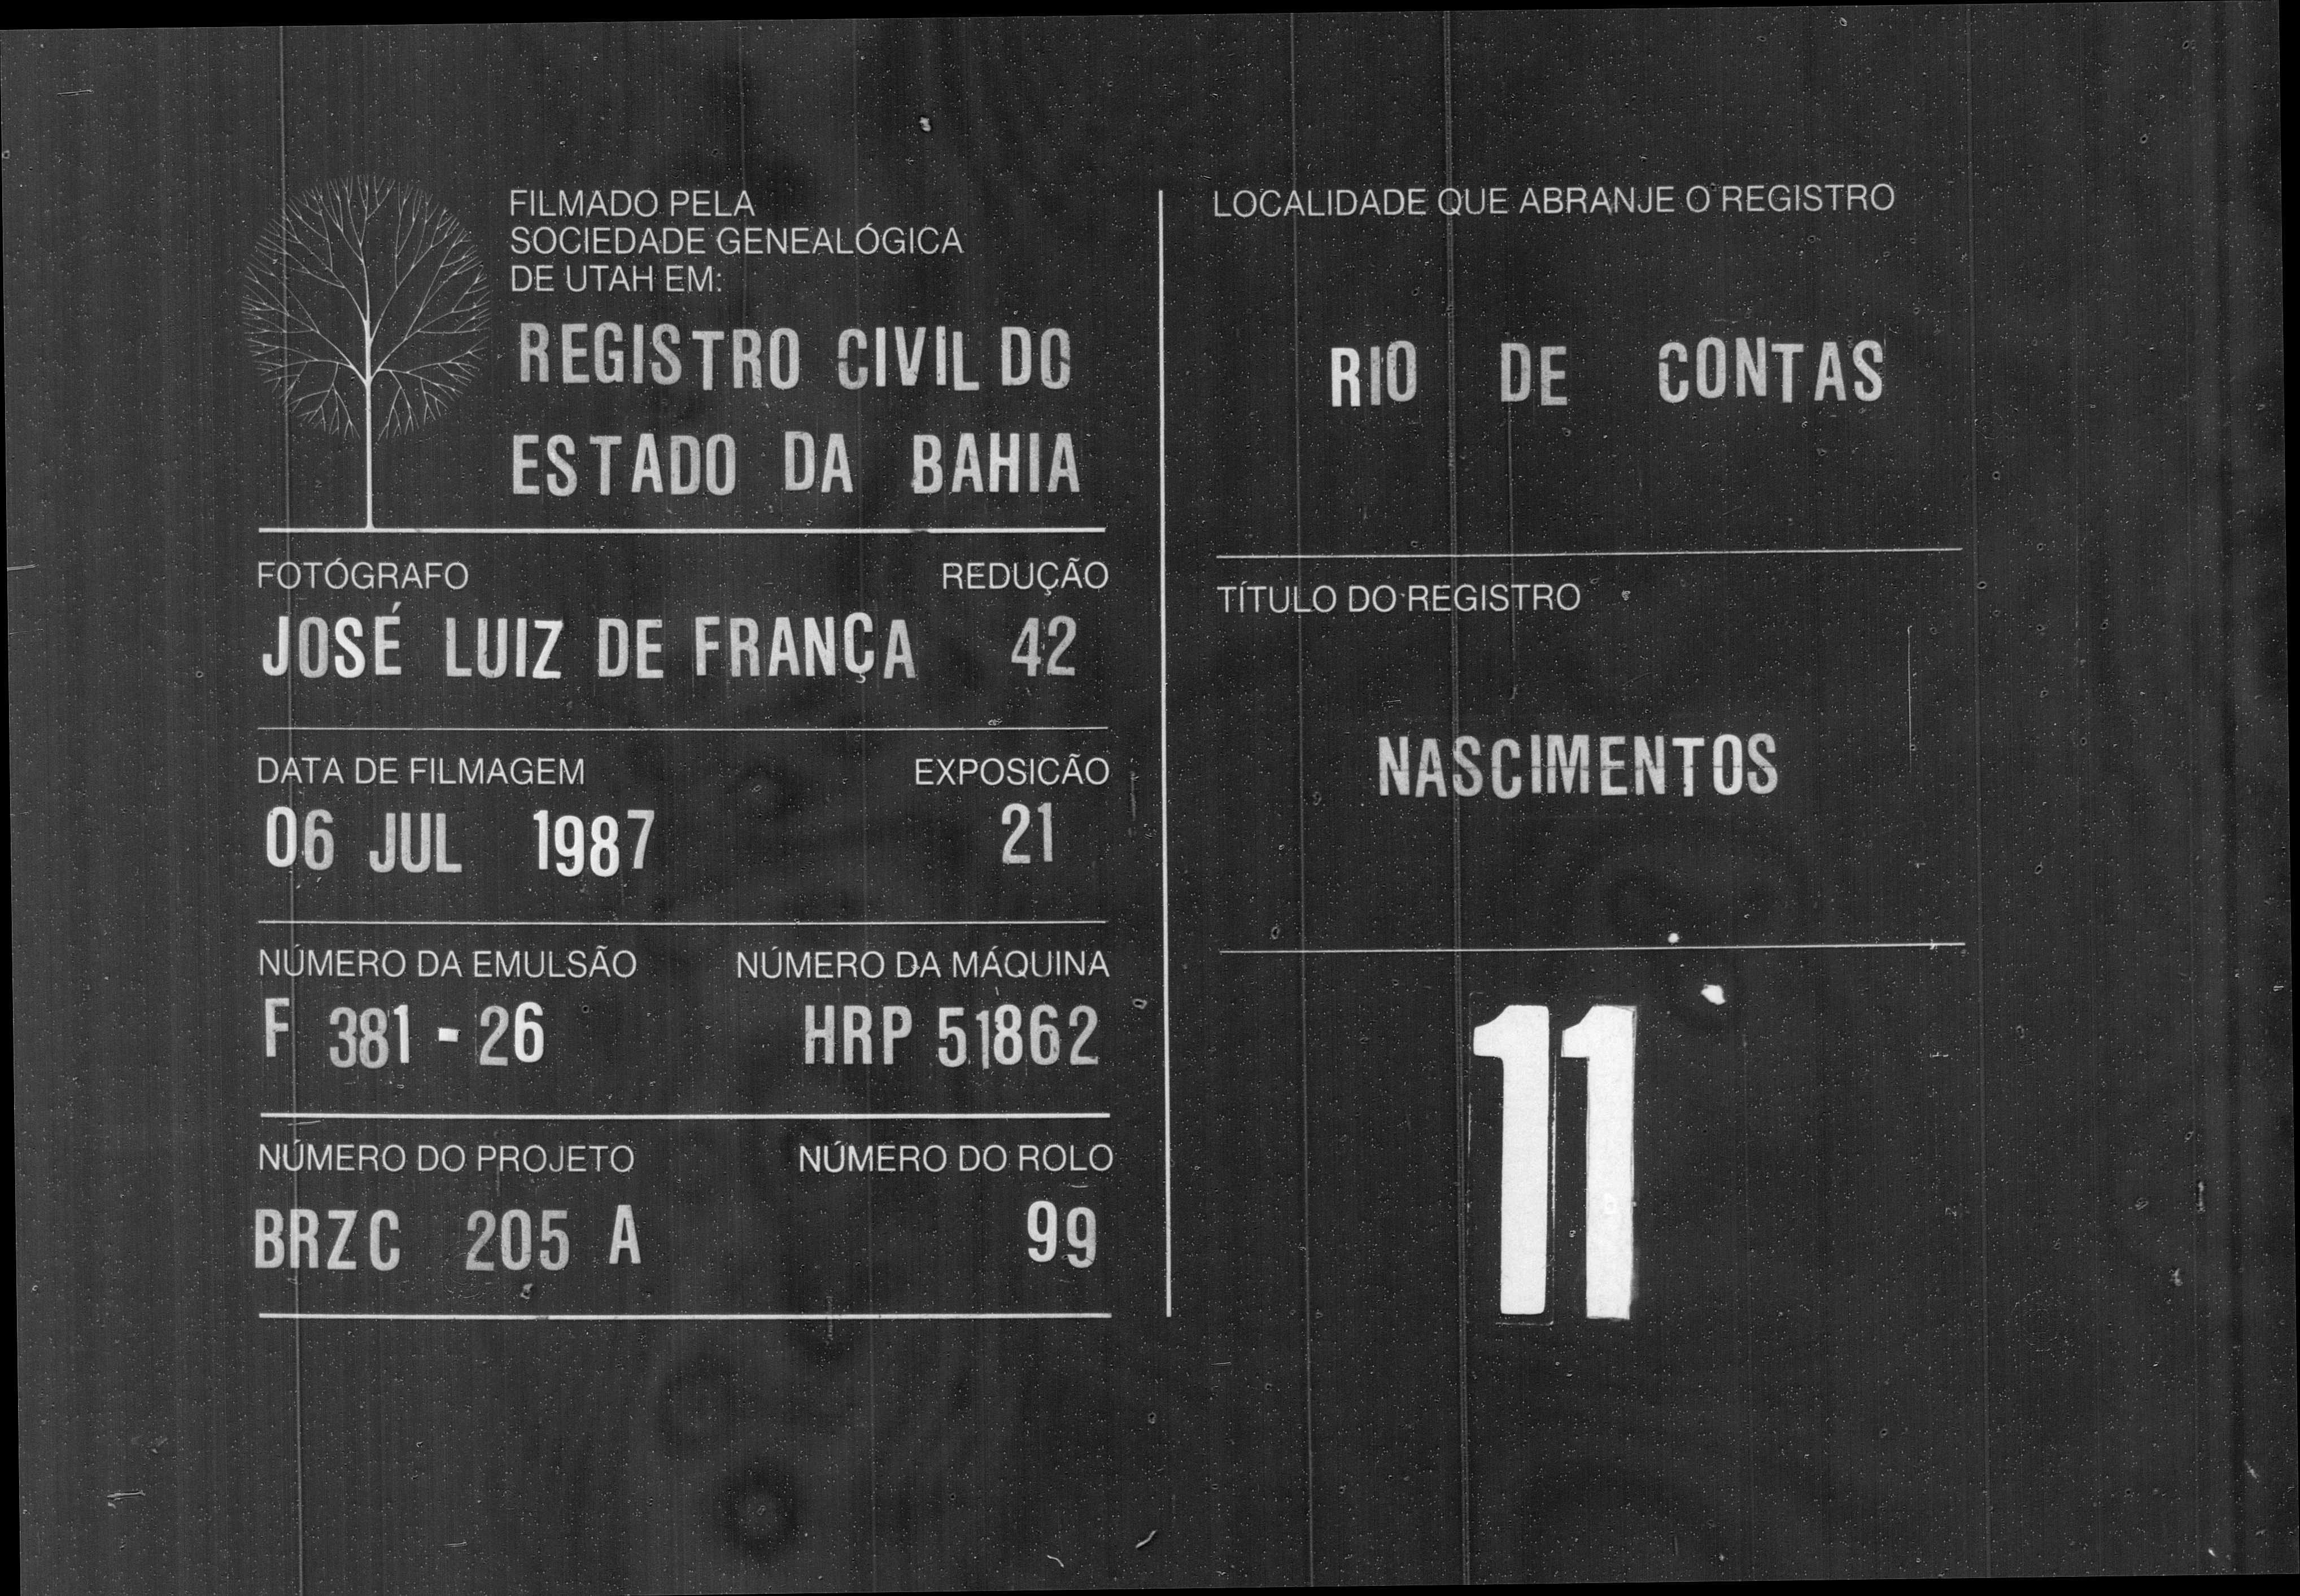 FILMADO PELA
SOCIEDADE GENEALÓGICA
DE UTAH EM:
REGISTRO CIVIL DO
ESTADO DA BAHIA
FOTÓGRAFO REDUÇÃO
JOSÉ LUIZ DE FRANÇA 42
DATA DE FILMAGEM EXPOSICÃO
06 JUL 1987 21
NÚMERO DA EMULSÃO NÚMERO DA MÁQUINA
F 381-26 HRP 51862
NÚMERO DO PROJETO NÚMERO DO ROLO
BRZC 205 A 99
LOCALIDADE QUE ABRANJE O REGISTRO
RIO DE CONTAS
TÍTULO DO REGISTRO
NASCIMENTOS
11